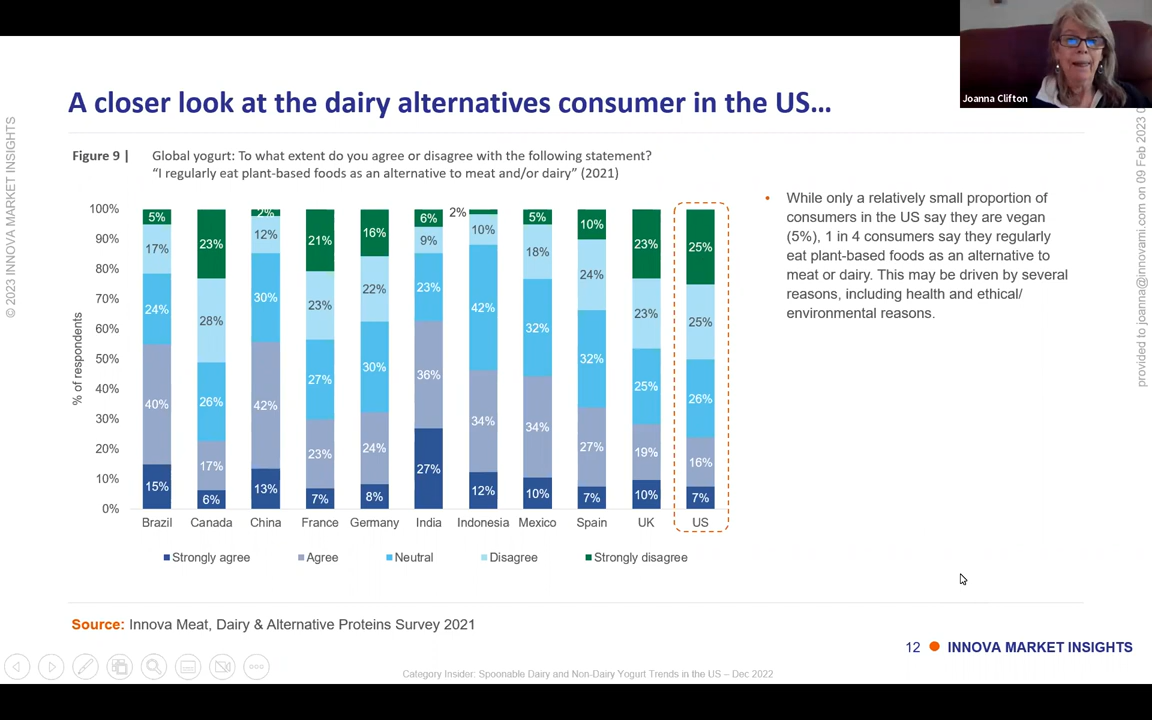 Joanna Clifton
A closer look at the dairy alternatives consumer in the US…
Figure 9 | Global yogurt: To what extent do you agree or disagree with the following statement?
“I regularly eat plant-based foods as an alternative to meat and/or dairy” (2021)
% of respondents
100%
90%
80%
70%
60%
50%
40%
30%
20%
10%
0%
5% 17% 24% 40% 15%
23% 28% 26% 17% 6%
2% 12% 30% 42% 13%
21% 23% 27% 23% 7%
16% 22% 30% 24% 8%
6% 9% 23% 36% 27%
2% 10% 42% 34% 12%
5% 18% 32% 34% 10%
10% 24% 32% 27% 7%
23% 23% 25% 19% 10%
25% 25% 26% 16% 7%
Brazil Canada China France Germany India Indonesia Mexico Spain UK US
Strongly agree Agree Neutral Disagree Strongly disagree
• While only a relatively small proportion of
consumers in the US say they are vegan
(5%), 1 in 4 consumers say they regularly
eat plant-based foods as an alternative to
meat or dairy. This may be driven by several
reasons, including health and ethical/
environmental reasons.
Source: Innova Meat, Dairy & Alternative Proteins Survey 2021
12 INNOVA MARKET INSIGHTS
Category Insider: Spoonable Dairy and Non-Dairy Yogurt Trends in the US – Dec 2022
© 2023 INNOVA MARKET INSIGHTS
provided to joanna@innovami.com on 09 Feb 2023